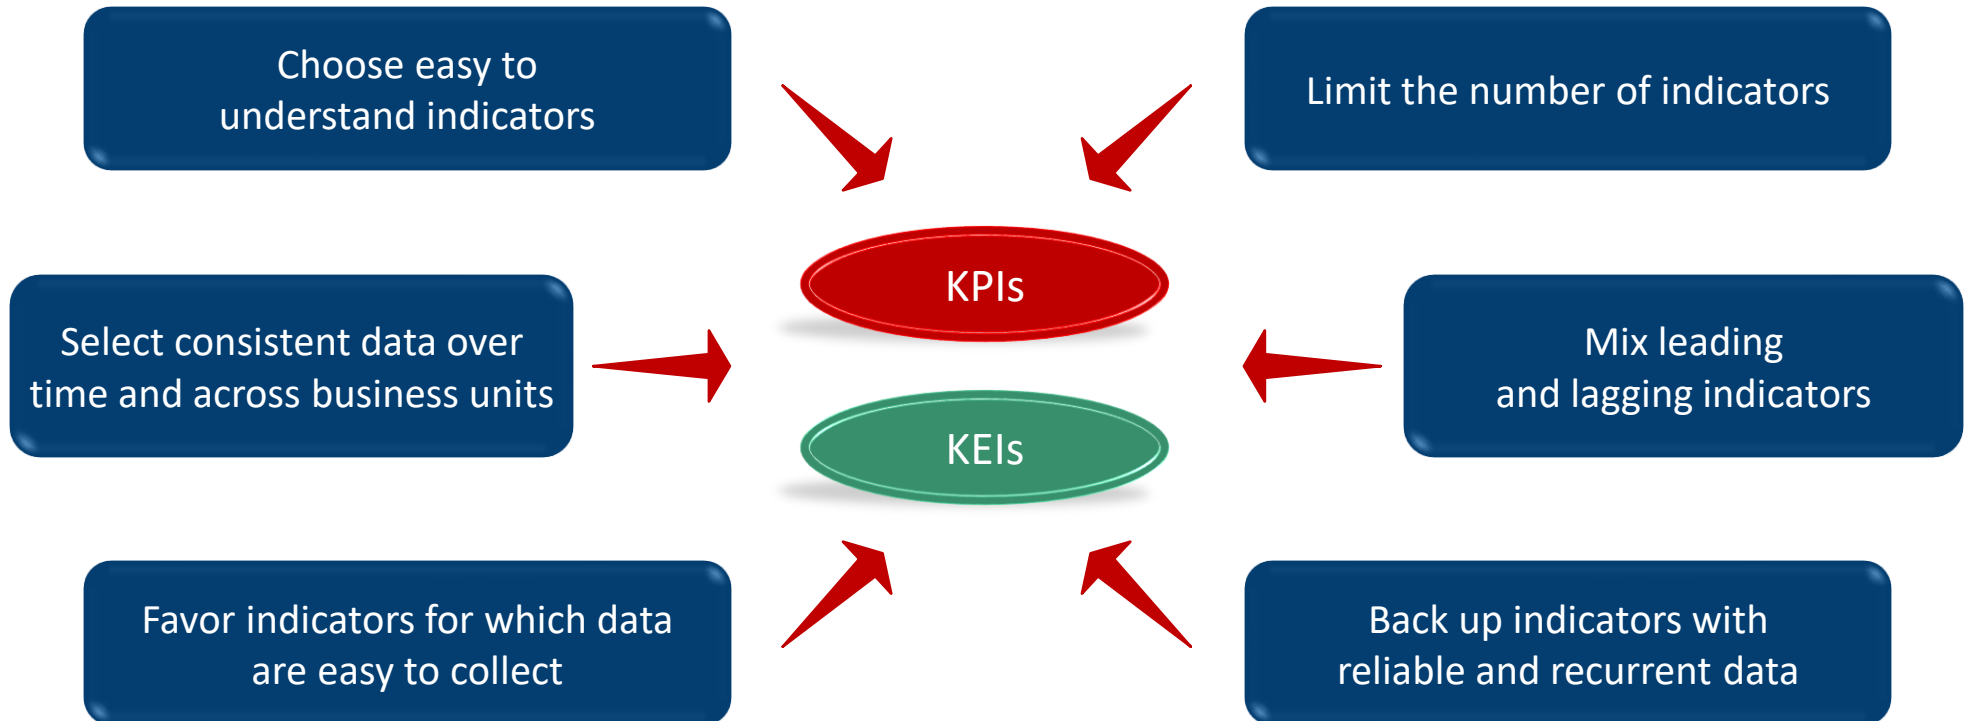 Choose easy to
understand indicators
Limit the number of indicators
KPIs
Select consistent data over
time and across business units
Mix leading
and lagging indicators
KEIs
Favor indicators for which data
are easy to collect
Back up indicators with
reliable and recurrent data